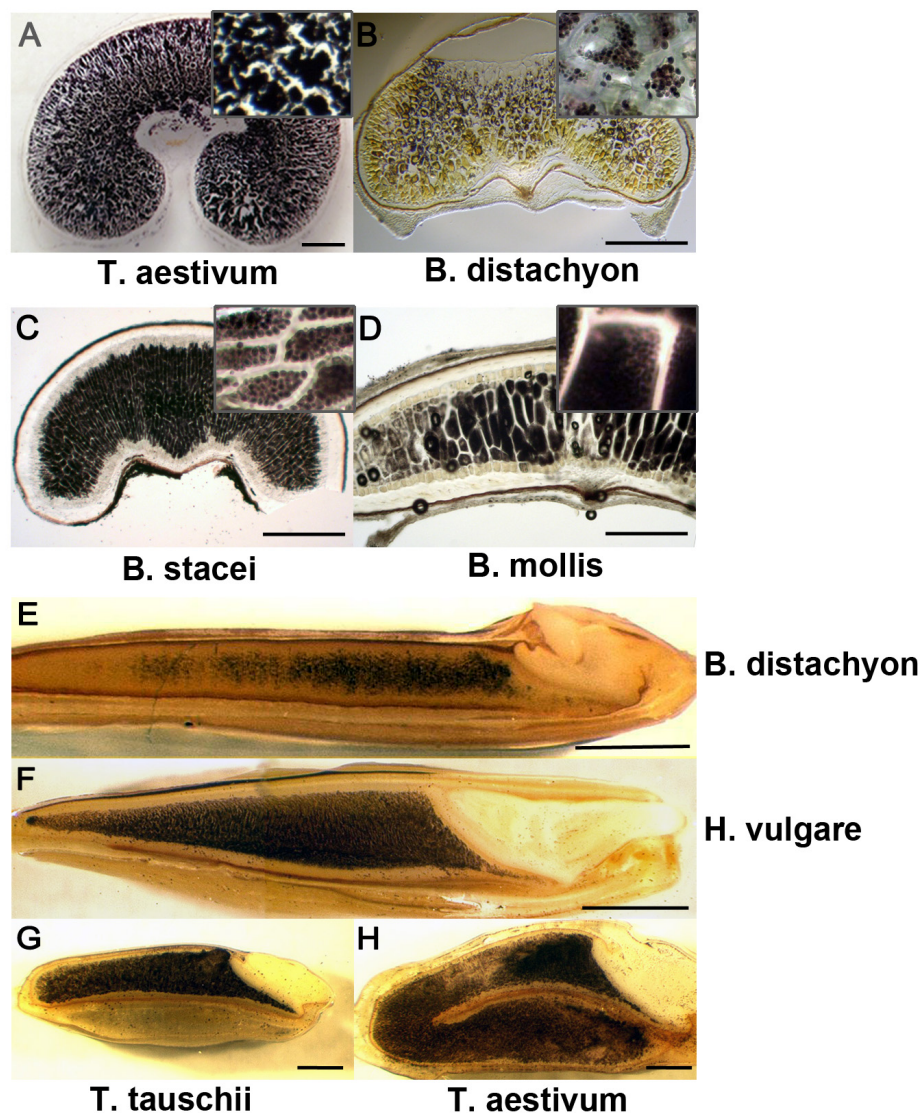 A
B
T. aestivum
B. distachyon
C
D
B. stacei
B. mollis
E
B. distachyon
F
H. vulgare
G
H
T. tauschii
T. aestivum